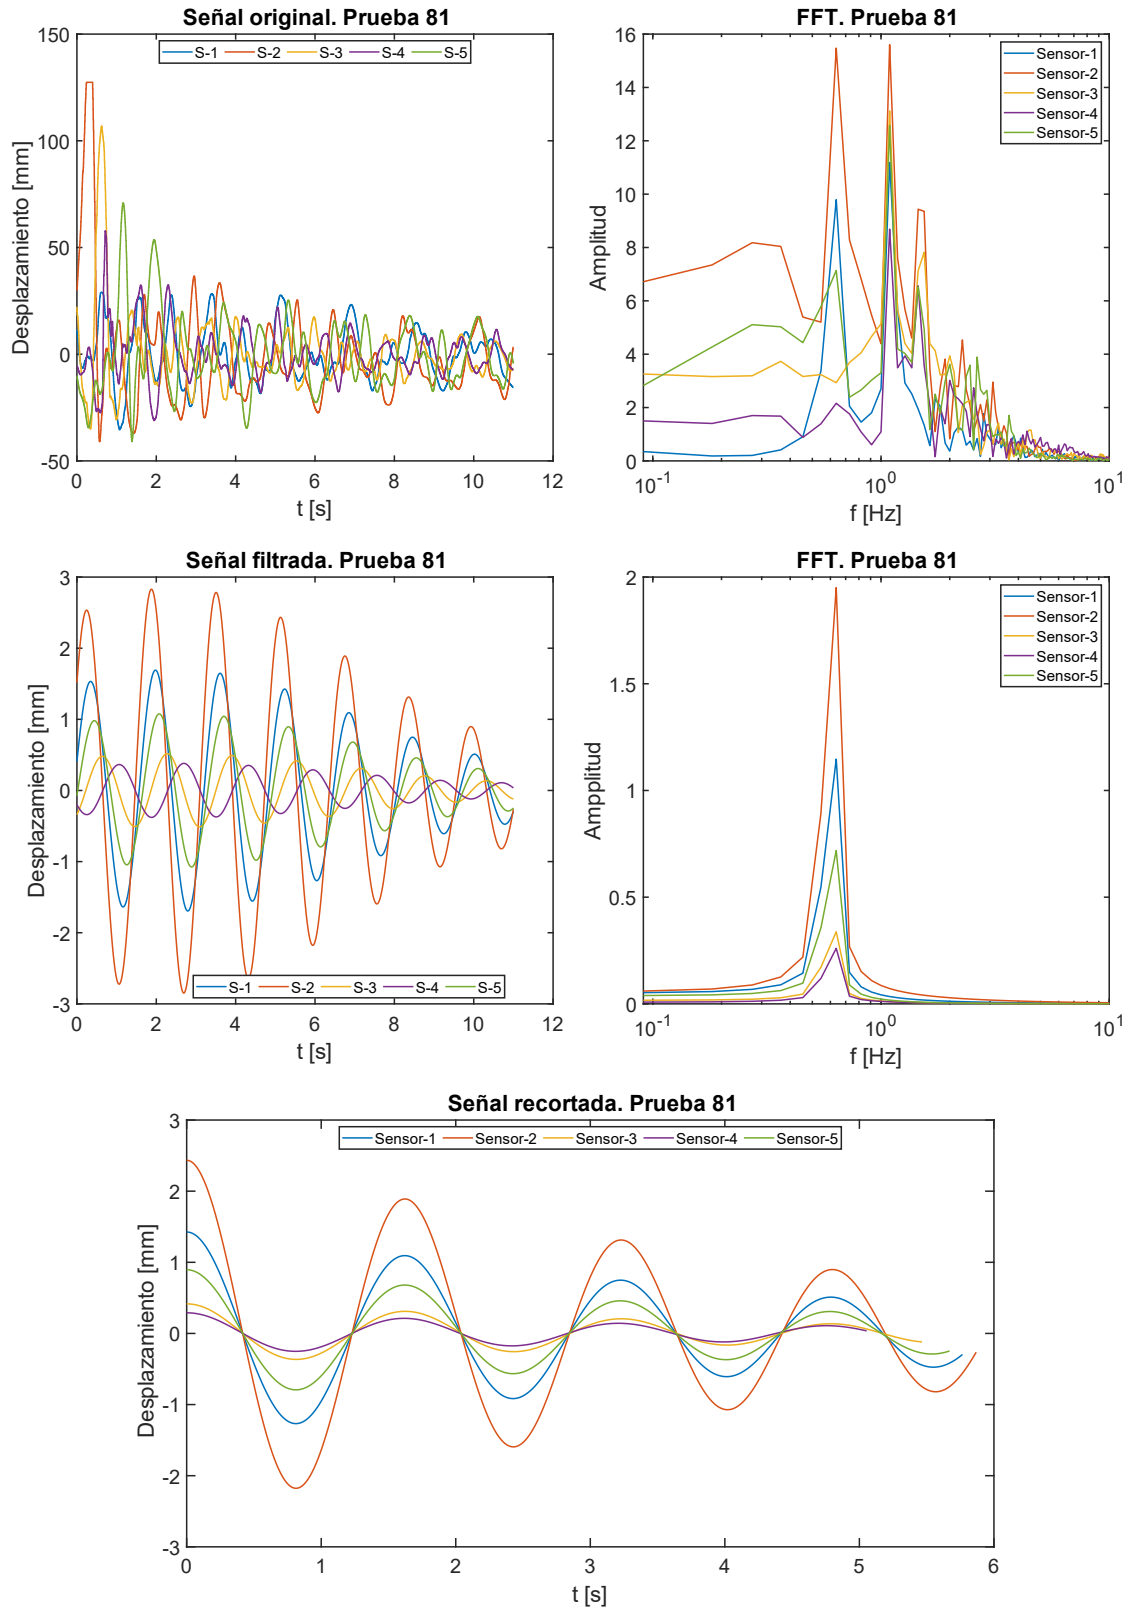 Señal original. Prueba 81
S-1 S-2 S-3 S-4 S-5
150
100
50
0
-50
0 2 4 6 8 10 12
Desplazamiento [mm]
t [s]
FFT. Prueba 81
Sensor-1
Sensor-2
Sensor-3
Sensor-4
Sensor-5
16
14
12
10
8
6
4
2
0
10^-1 10^0 10^1
Amplitud
f [Hz]
Señal filtrada. Prueba 81
3
2
1
0
-1
-2
-3
S-1 S-2 S-3 S-4 S-5
0 2 4 6 8 10 12
Desplazamiento [mm]
t [s]
FFT. Prueba 81
Sensor-1
Sensor-2
Sensor-3
Sensor-4
Sensor-5
2
1.5
1
0.5
0
10^-1 10^0 10^1
Ampplitud
f [Hz]
Señal recortada. Prueba 81
Sensor-1 Sensor-2 Sensor-3 Sensor-4 Sensor-5
3
2
1
0
-1
-2
-3
0 1 2 3 4 5 6
Desplazamiento [mm]
t [s]